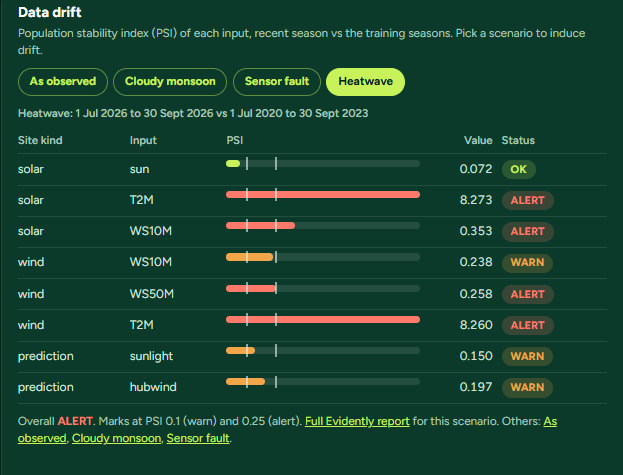 Data drift
Population stability index (PSI) of each input, recent season vs the training seasons. Pick a scenario to induce
drift.
As observed Cloudy monsoon Sensor fault Heatwave
Heatwave: 1 Jul 2026 to 30 Sept 2026 vs 1 Jul 2020 to 30 Sept 2023
Site kind Input PSI Value Status
solar sun 0.072 OK
solar T2M 8.273 ALERT
solar WS10M 0.353 ALERT
wind WS10M 0.238 WARN
wind WS50M 0.258 ALERT
wind T2M 8.260 ALERT
prediction sunlight 0.150 WARN
prediction hubwind 0.197 WARN
Overall ALERT. Marks at PSI 0.1 (warn) and 0.25 (alert). Full Evidently report for this scenario. Others: As
observed, Cloudy monsoon, Sensor fault.